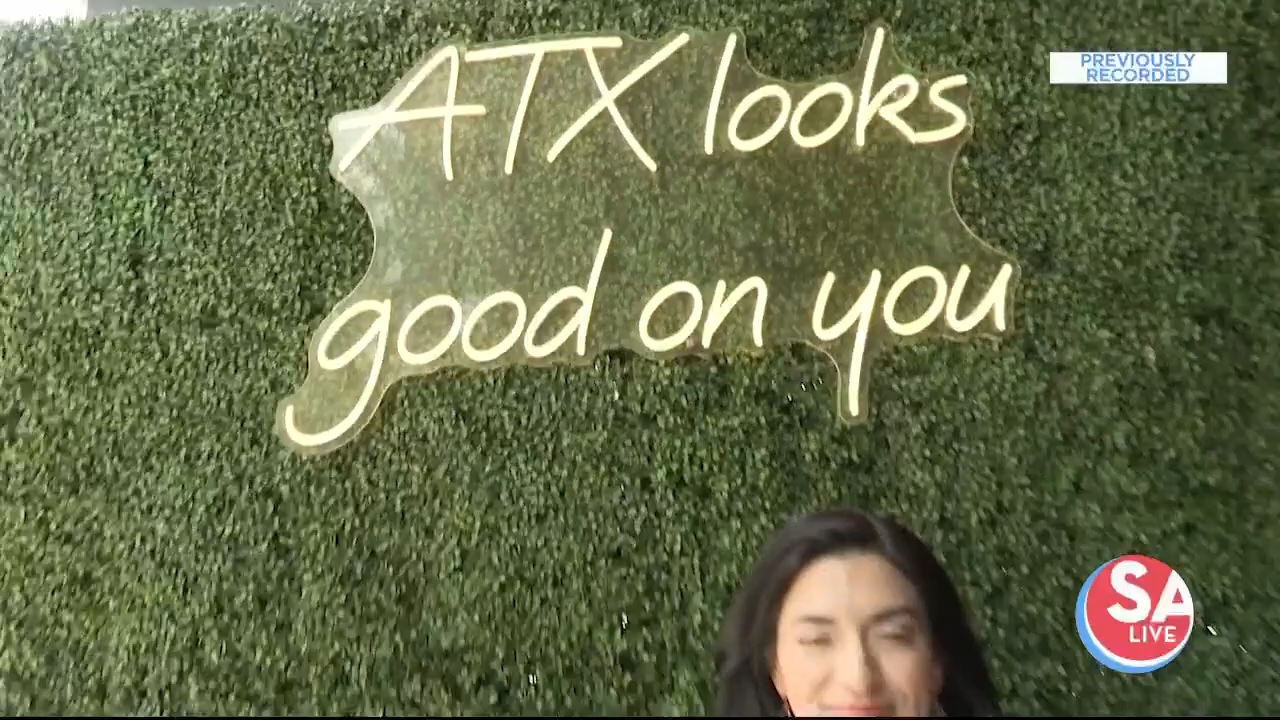 ATX looks
good on you
PREVIOUSLY
RECORDED
SA
LIVE